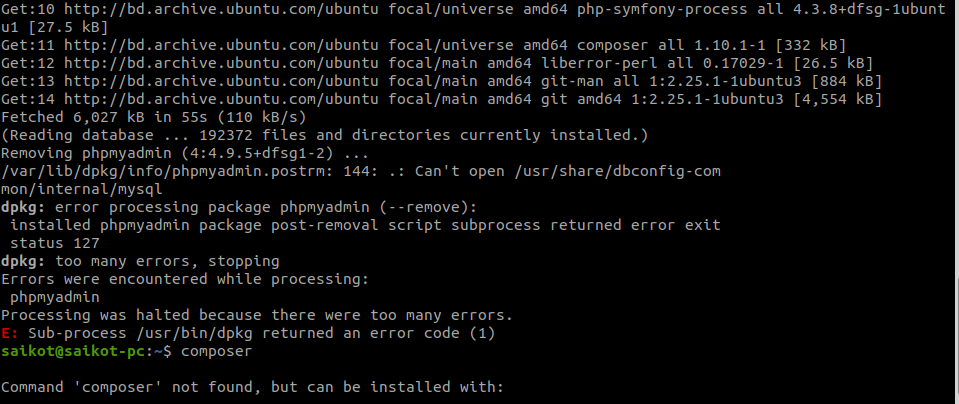 Get:10 http://bd.archive.ubuntu.com/ubuntu focal/universe amd64 php-symfony-process all 4.3.8+dfsg-1ubunt
u1 [27.5 kB]
Get:11 http://bd.archive.ubuntu.com/ubuntu focal/universe amd64 composer all 1.10.1-1 [332 kB]
Get:12 http://bd.archive.ubuntu.com/ubuntu focal/main amd64 liberror-perl all 0.17029-1 [26.5 kB]
Get:13 http://bd.archive.ubuntu.com/ubuntu focal/main amd64 git-man all 1:2.25.1-1ubuntu3 [884 kB]
Get:14 http://bd.archive.ubuntu.com/ubuntu focal/main amd64 git amd64 1:2.25.1-1ubuntu3 [4,554 kB]
Fetched 6,027 kB in 55s (110 kB/s)
(Reading database ... 192372 files and directories currently installed.)
Removing phpmyadmin (4:4.9.5+dfsg1-2) ...
/var/lib/dpkg/info/phpmyadmin.postrm: 144: .: Can't open /usr/share/dbconfig-com
mon/internal/mysql
dpkg: error processing package phpmyadmin (--remove):
 installed phpmyadmin package post-removal script subprocess returned error exit
 status 127
dpkg: too many errors, stopping
Errors were encountered while processing:
 phpmyadmin
Processing was halted because there were too many errors.
E: Sub-process /usr/bin/dpkg returned an error code (1)
saikot@saikot-pc:~$ composer

Command 'composer' not found, but can be installed with: